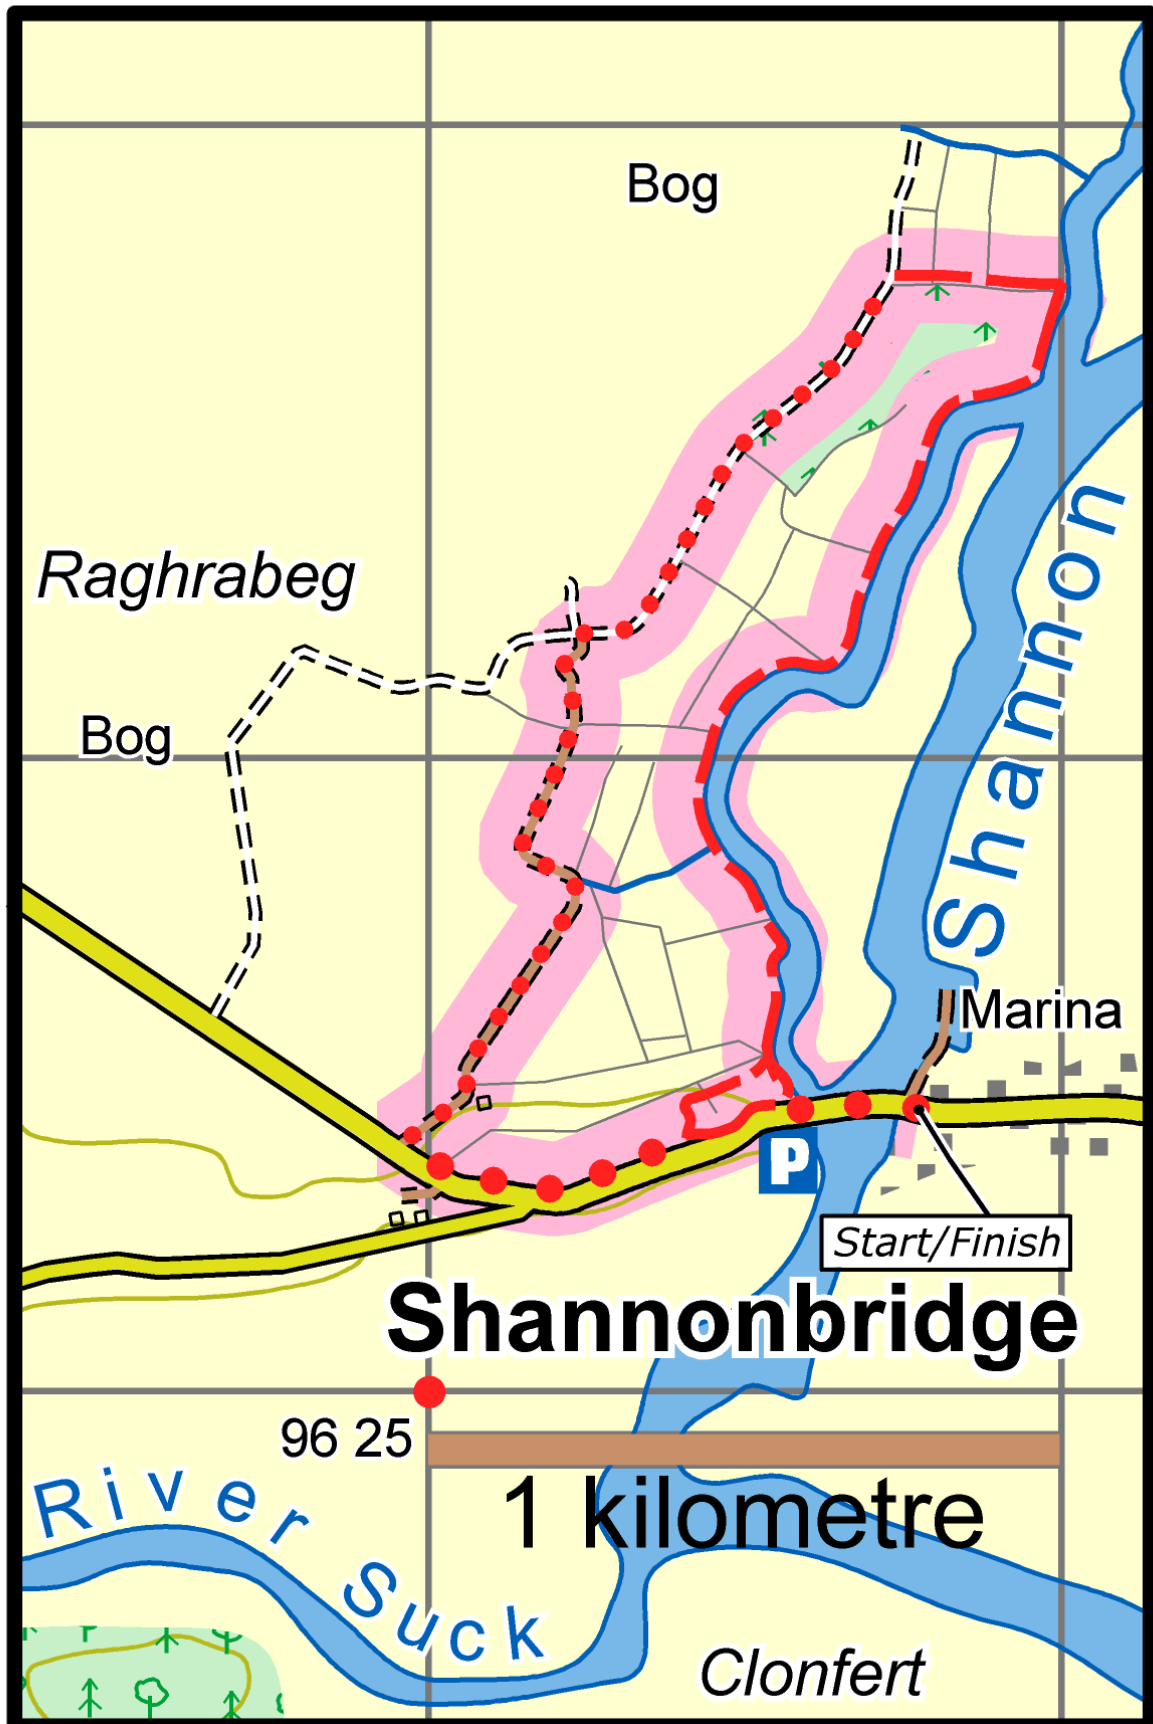 Bog
Raghrabeg
Bog
Shannon
Marina
P
Start/Finish
Shannonbridge
96 25
1 kilometre
River Suck
Clonfert